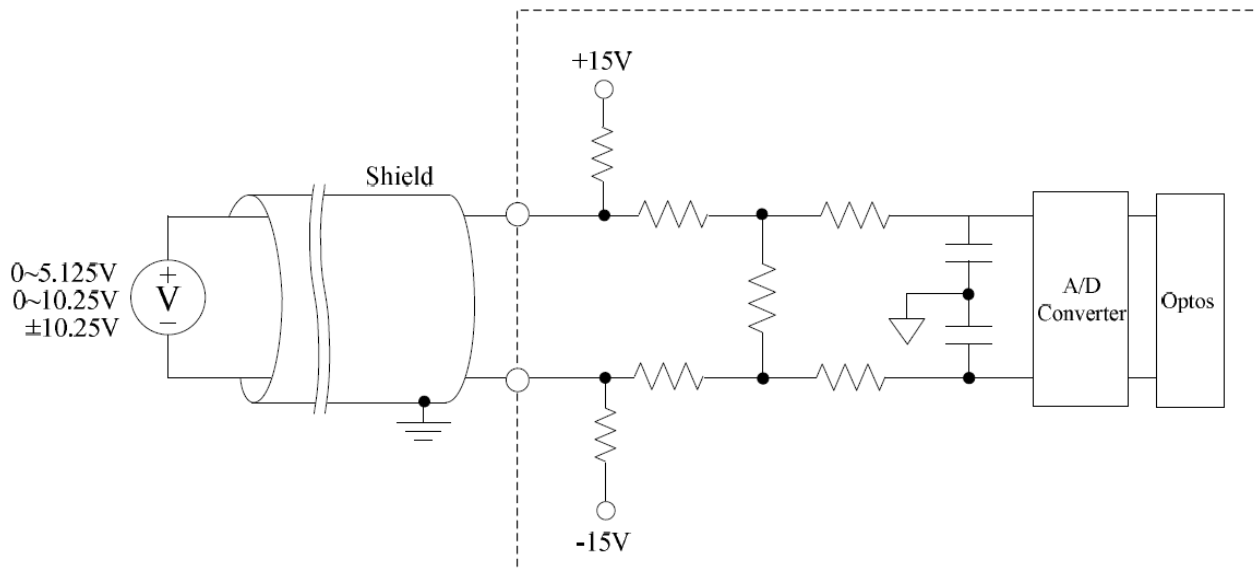 +15V
Shield
0~5.125V
0~10.25V
±10.25V
+
V
−
A/D
Converter
Optos
-15V